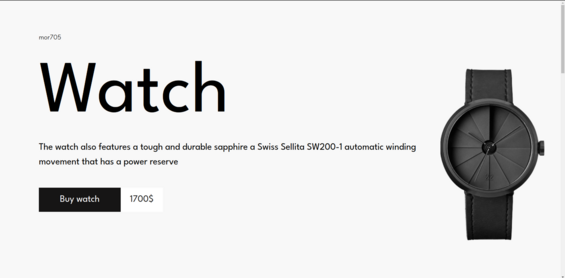 mor705
Watch
The watch also features a tough and durable sapphire a Swiss Sellita SW200-1 automatic winding
movement that has a power reserve
Buy watch 1700$